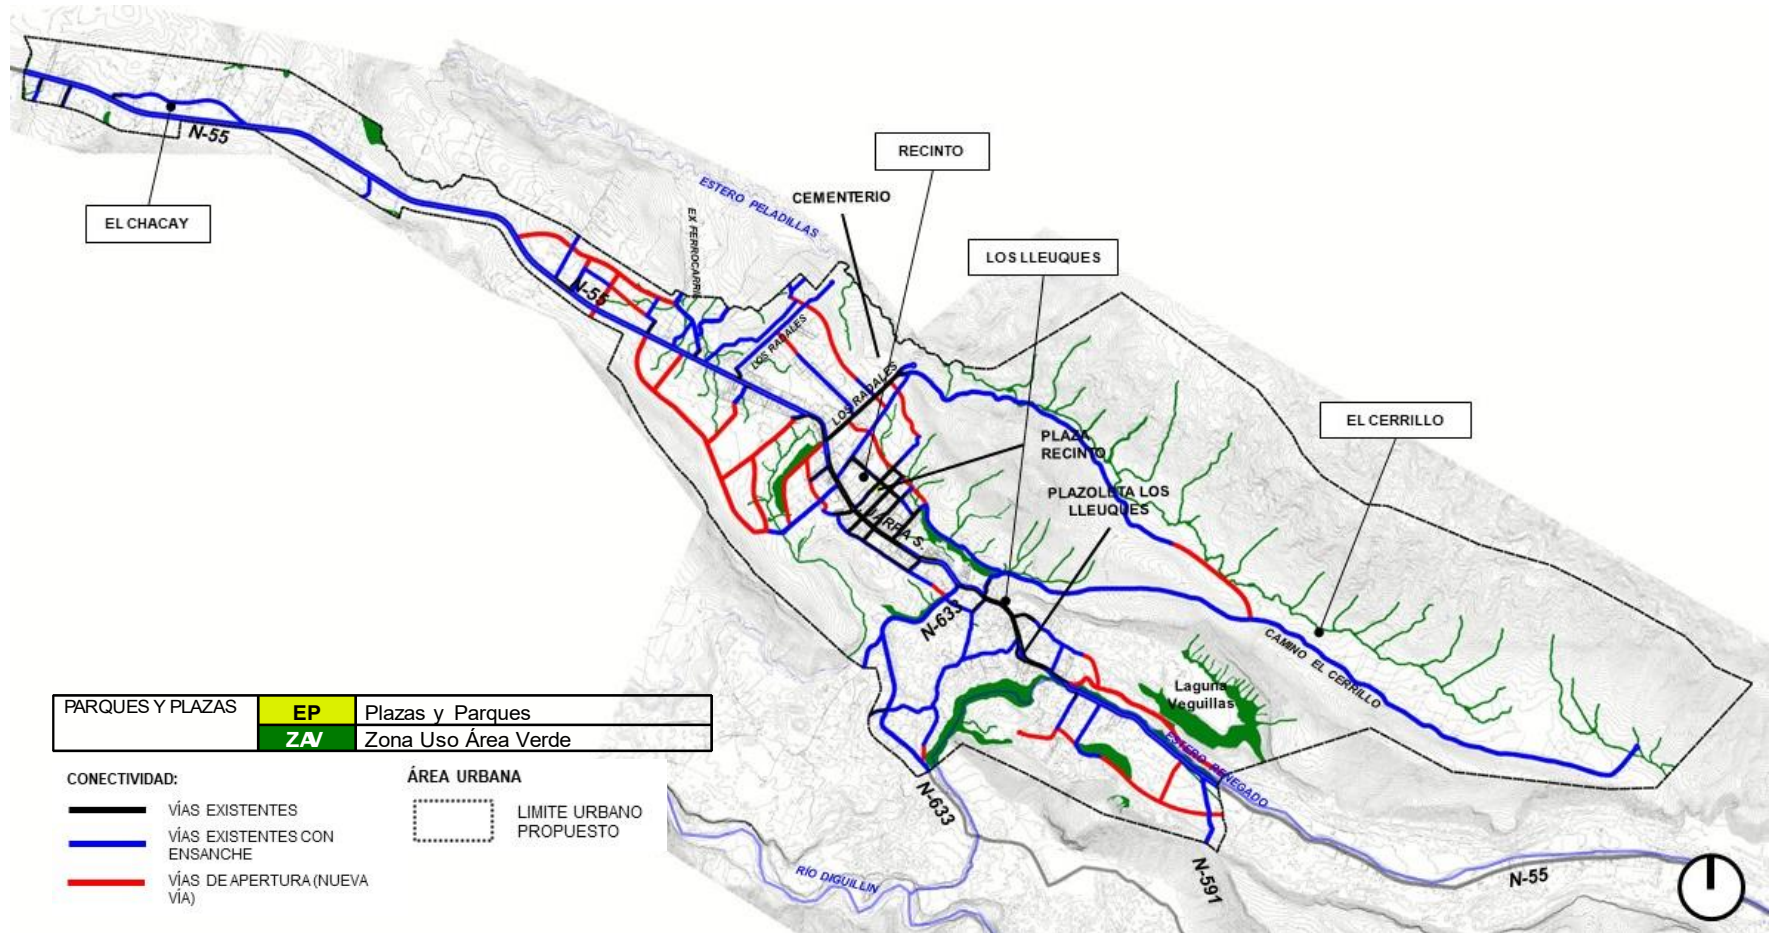 RECINTO
CEMENTERIO
N-55
ESTERO PELADILLAS
EL CHACAY
EX FERROCARRIL
LOS LLEUQUES
N-55
LOS RADALES
LOS RADALES
EL CERRILLO
PLAZA
RECINTO
PLAZOLETA LOS
LLEUQUES
JARPA S.
N-633
CAMINO EL CERRILLO
Laguna
Veguillas
ESTERO RENEGADO
N-633
RÍO DIGUILLIN
N-591
N-55
PARQUES Y PLAZAS
EP Plazas y Parques
ZAV Zona Uso Área Verde
CONECTIVIDAD:
VÍAS EXISTENTES
VÍAS EXISTENTES CON
ENSANCHE
VÍAS DE APERTURA (NUEVA
VÍA)
ÁREA URBANA
LIMITE URBANO
PROPUESTO